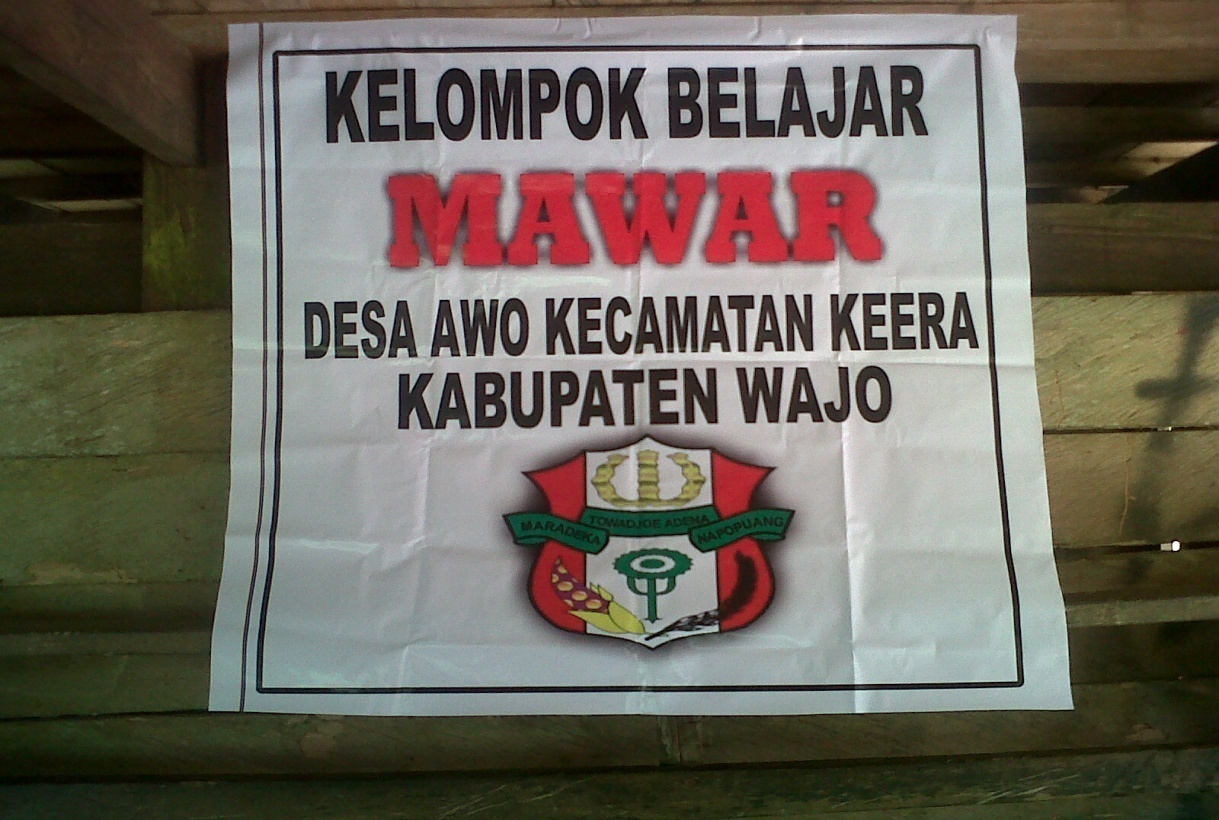 KELOMPOK BELAJAR
MAWAR
DESA AWO KECAMATAN KEERA
KABUPATEN WAJO
MARADEKA TOWADJOE ADENA NAPOPUANG